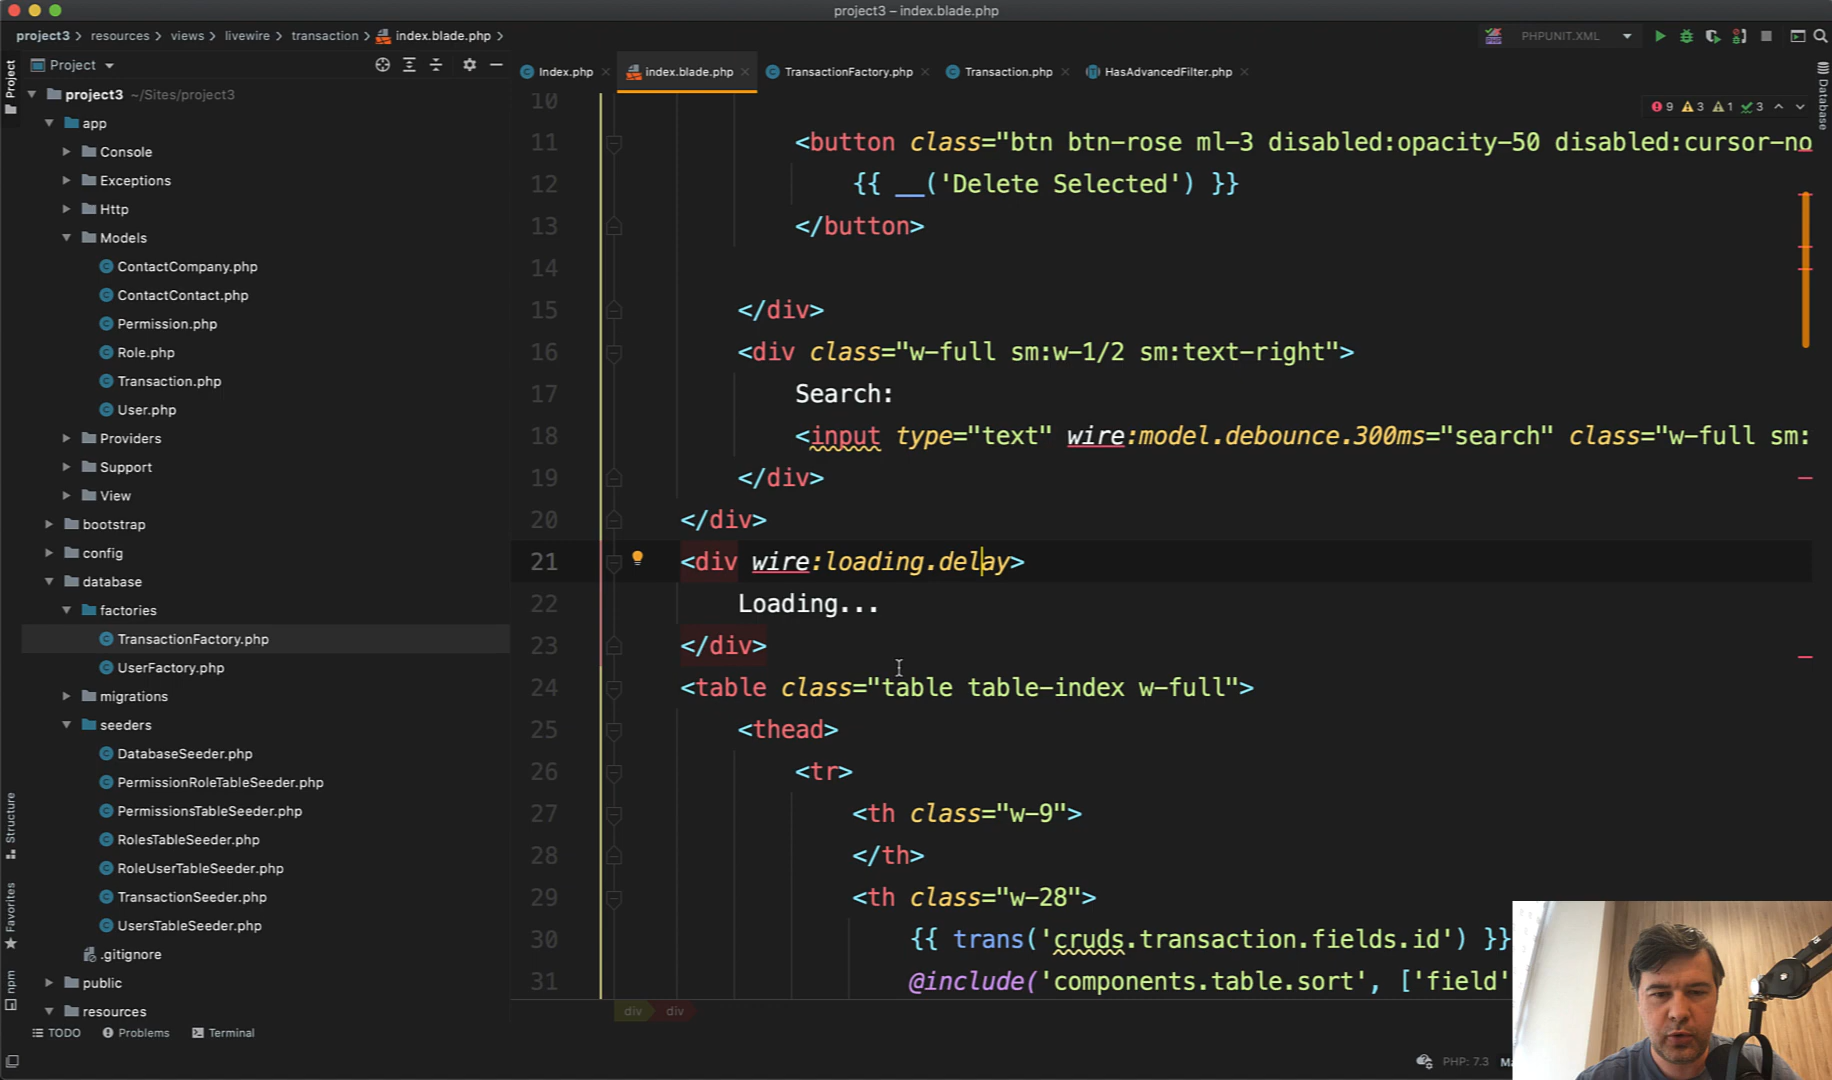 project3 – index.blade.php
project3 › resources › views › livewire › transaction › index.blade.php ›
PHPUNIT.XML
Project
Project
Index.php
index.blade.php
TransactionFactory.php
Transaction.php
HasAdvancedFilter.php
Database
project3 ~/Sites/project3
app
Console
Exceptions
Http
Models
ContactCompany.php
ContactContact.php
Permission.php
Role.php
Transaction.php
User.php
Providers
Support
View
bootstrap
config
database
factories
TransactionFactory.php
UserFactory.php
migrations
seeders
DatabaseSeeder.php
PermissionRoleTableSeeder.php
PermissionsTableSeeder.php
RolesTableSeeder.php
RoleUserTableSeeder.php
TransactionSeeder.php
UsersTableSeeder.php
.gitignore
public
resources
Structure
Favorites
npm
9 3 1 3
10
11 <button class="btn btn-rose ml-3 disabled:opacity-50 disabled:cursor-no
12 {{ __('Delete Selected') }}
13 </button>
14
15 </div>
16 <div class="w-full sm:w-1/2 sm:text-right">
17 Search:
18 <input type="text" wire:model.debounce.300ms="search" class="w-full sm:
19 </div>
20 </div>
21 <div wire:loading.delay>
22 Loading...
23 </div>
24 <table class="table table-index w-full">
25 <thead>
26 <tr>
27 <th class="w-9">
28 </th>
29 <th class="w-28">
30 {{ trans('cruds.transaction.fields.id') }}
31 @include('components.table.sort', ['field'
div › div
TODO
Problems
Terminal
PHP: 7.3